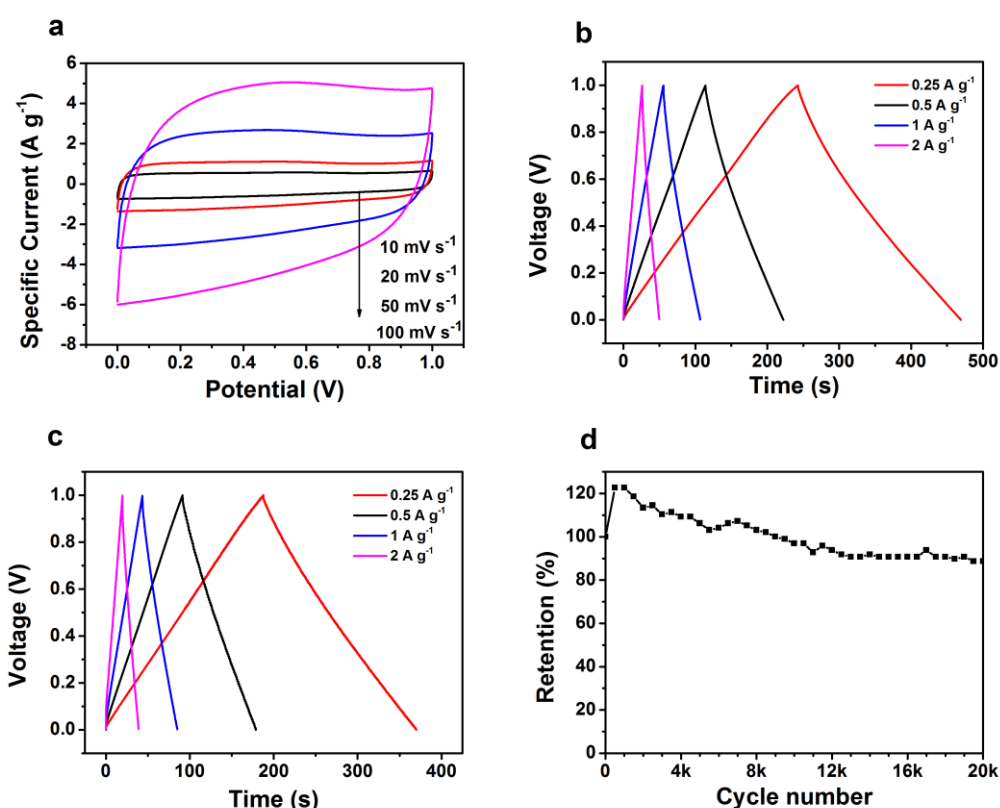 a
Specific Current (A g⁻¹)
6
4
2
0
-2
-4
-6
-8
10 mV s⁻¹
20 mV s⁻¹
50 mV s⁻¹
100 mV s⁻¹
0.0 0.2 0.4 0.6 0.8 1.0
Potential (V)
b
Voltage (V)
1.0
0.8
0.6
0.4
0.2
0.0
0.25 A g⁻¹
0.5 A g⁻¹
1 A g⁻¹
2 A g⁻¹
0 100 200 300 400 500
Time (s)
c
Voltage (V)
1.0
0.8
0.6
0.4
0.2
0.0
0.25 A g⁻¹
0.5 A g⁻¹
1 A g⁻¹
2 A g⁻¹
0 100 200 300 400
Time (s)
d
Retention (%)
120
100
80
60
40
20
0
0 4k 8k 12k 16k 20k
Cycle number